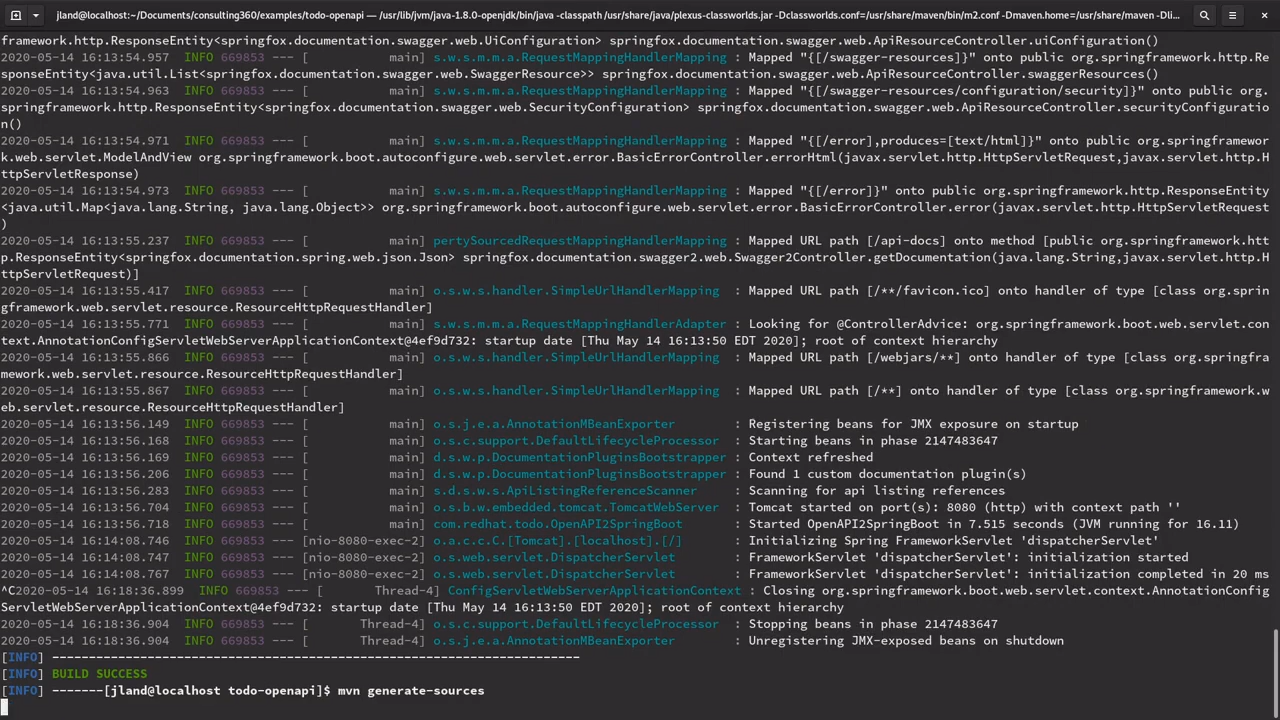 jland@localhost:~/Documents/consulting360/examples/todo-openapi — /usr/lib/jvm/java-1.8.0-openjdk/bin/java -classpath /usr/share/java/plexus-classworlds.jar -Dclassworlds.conf=/usr/share/maven/bin/m2.conf -Dmaven.home=/usr/share/maven -Dli...
framework.http.ResponseEntity<springfox.documentation.swagger.web.UiConfiguration> springfox.documentation.swagger.web.ApiResourceController.uiConfiguration()
2020-05-14 16:13:54.957  INFO 669853 --- [           main] s.w.s.m.m.a.RequestMappingHandlerMapping : Mapped "{[/swagger-resources]}" onto public org.springframework.http.Re
sponseEntity<java.util.List<springfox.documentation.swagger.web.SwaggerResource>> springfox.documentation.swagger.web.ApiResourceController.swaggerResources()
2020-05-14 16:13:54.963  INFO 669853 --- [           main] s.w.s.m.m.a.RequestMappingHandlerMapping : Mapped "{[/swagger-resources/configuration/security]}" onto public org.
springframework.http.ResponseEntity<springfox.documentation.swagger.web.SecurityConfiguration> springfox.documentation.swagger.web.ApiResourceController.securityConfiguratio
n()
2020-05-14 16:13:54.971  INFO 669853 --- [           main] s.w.s.m.m.a.RequestMappingHandlerMapping : Mapped "{[/error],produces=[text/html]}" onto public org.springframewor
k.web.servlet.ModelAndView org.springframework.boot.autoconfigure.web.servlet.error.BasicErrorController.errorHtml(javax.servlet.http.HttpServletRequest,javax.servlet.http.H
ttpServletResponse)
2020-05-14 16:13:54.973  INFO 669853 --- [           main] s.w.s.m.m.a.RequestMappingHandlerMapping : Mapped "{[/error]}" onto public org.springframework.http.ResponseEntity
<java.util.Map<java.lang.String, java.lang.Object>> org.springframework.boot.autoconfigure.web.servlet.error.BasicErrorController.error(javax.servlet.http.HttpServletRequest
)
2020-05-14 16:13:55.237  INFO 669853 --- [           main] pertySourcedRequestMappingHandlerMapping : Mapped URL path [/api-docs] onto method [public org.springframework.htt
p.ResponseEntity<springfox.documentation.spring.web.json.Json> springfox.documentation.swagger2.web.Swagger2Controller.getDocumentation(java.lang.String,javax.servlet.http.H
ttpServletRequest)]
2020-05-14 16:13:55.417  INFO 669853 --- [           main] o.s.w.s.handler.SimpleUrlHandlerMapping  : Mapped URL path [/**/favicon.ico] onto handler of type [class org.sprin
gframework.web.servlet.resource.ResourceHttpRequestHandler]
2020-05-14 16:13:55.771  INFO 669853 --- [           main] s.w.s.m.m.a.RequestMappingHandlerAdapter : Looking for @ControllerAdvice: org.springframework.boot.web.servlet.con
text.AnnotationConfigServletWebServerApplicationContext@4ef9d732: startup date [Thu May 14 16:13:50 EDT 2020]; root of context hierarchy
2020-05-14 16:13:55.866  INFO 669853 --- [           main] o.s.w.s.handler.SimpleUrlHandlerMapping  : Mapped URL path [/webjars/**] onto handler of type [class org.springfra
mework.web.servlet.resource.ResourceHttpRequestHandler]
2020-05-14 16:13:55.867  INFO 669853 --- [           main] o.s.w.s.handler.SimpleUrlHandlerMapping  : Mapped URL path [/**] onto handler of type [class org.springframework.w
eb.servlet.resource.ResourceHttpRequestHandler]
2020-05-14 16:13:56.149  INFO 669853 --- [           main] o.s.j.e.a.AnnotationMBeanExporter        : Registering beans for JMX exposure on startup
2020-05-14 16:13:56.168  INFO 669853 --- [           main] o.s.c.support.DefaultLifecycleProcessor  : Starting beans in phase 2147483647
2020-05-14 16:13:56.169  INFO 669853 --- [           main] d.s.w.p.DocumentationPluginsBootstrapper : Context refreshed
2020-05-14 16:13:56.206  INFO 669853 --- [           main] d.s.w.p.DocumentationPluginsBootstrapper : Found 1 custom documentation plugin(s)
2020-05-14 16:13:56.283  INFO 669853 --- [           main] s.d.s.w.s.ApiListingReferenceScanner     : Scanning for api listing references
2020-05-14 16:13:56.704  INFO 669853 --- [           main] o.s.b.w.embedded.tomcat.TomcatWebServer  : Tomcat started on port(s): 8080 (http) with context path ''
2020-05-14 16:13:56.718  INFO 669853 --- [           main] com.redhat.todo.OpenAPI2SpringBoot       : Started OpenAPI2SpringBoot in 7.515 seconds (JVM running for 16.11)
2020-05-14 16:14:08.746  INFO 669853 --- [nio-8080-exec-2] o.a.c.c.C.[Tomcat].[localhost].[/]       : Initializing Spring FrameworkServlet 'dispatcherServlet'
2020-05-14 16:14:08.767  INFO 669853 --- [nio-8080-exec-2] o.s.web.servlet.DispatcherServlet        : FrameworkServlet 'dispatcherServlet': initialization started
2020-05-14 16:14:08.767  INFO 669853 --- [nio-8080-exec-2] o.s.web.servlet.DispatcherServlet        : FrameworkServlet 'dispatcherServlet': initialization completed in 20 ms
^C2020-05-14 16:18:36.899  INFO 669853 --- [       Thread-4] ConfigServletWebServerApplicationContext : Closing org.springframework.boot.web.servlet.context.AnnotationConfig
ServletWebServerApplicationContext@4ef9d732: startup date [Thu May 14 16:13:50 EDT 2020]; root of context hierarchy
2020-05-14 16:18:36.904  INFO 669853 --- [       Thread-4] o.s.c.support.DefaultLifecycleProcessor  : Stopping beans in phase 2147483647
2020-05-14 16:18:36.904  INFO 669853 --- [       Thread-4] o.s.j.e.a.AnnotationMBeanExporter        : Unregistering JMX-exposed beans on shutdown
[INFO] ------------------------------------------------------------------------
[INFO] BUILD SUCCESS
[INFO] -------[jland@localhost todo-openapi]$ mvn generate-sources